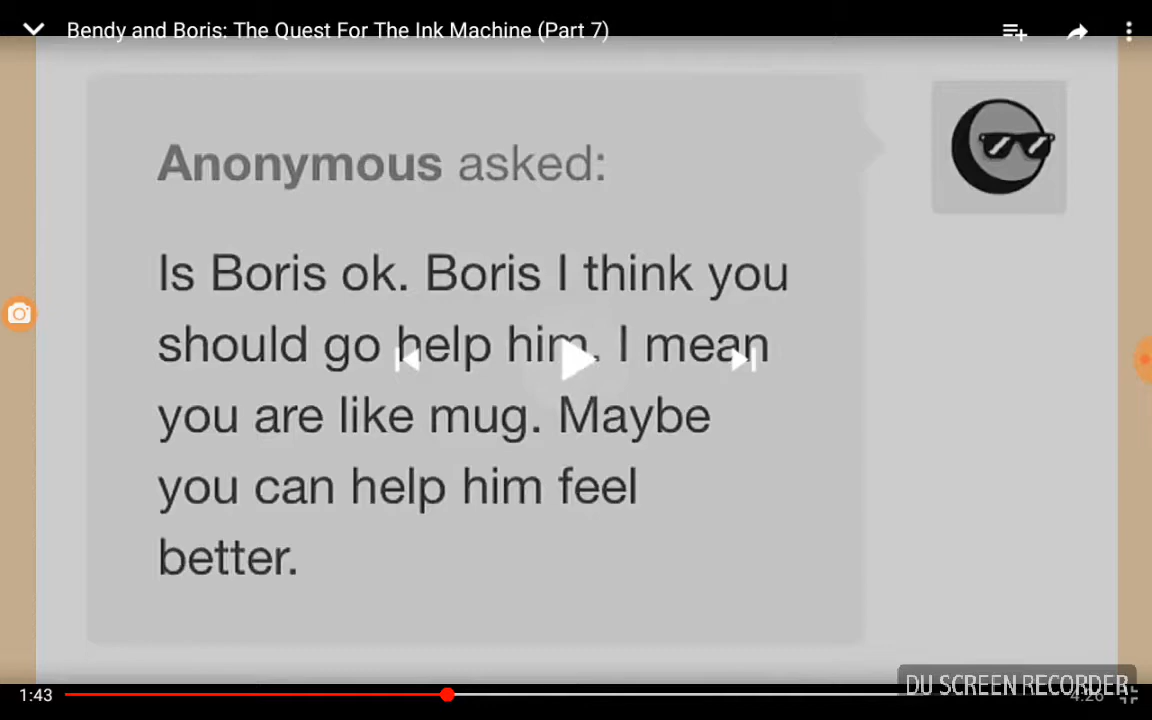 Bendy and Boris: The Quest For The Ink Machine (Part 7)
Anonymous asked:
Is Boris ok. Boris I think you
should go help him. I mean
you are like mug. Maybe
you can help him feel
better.
DU SCREEN RECORDER
1:43
4:26